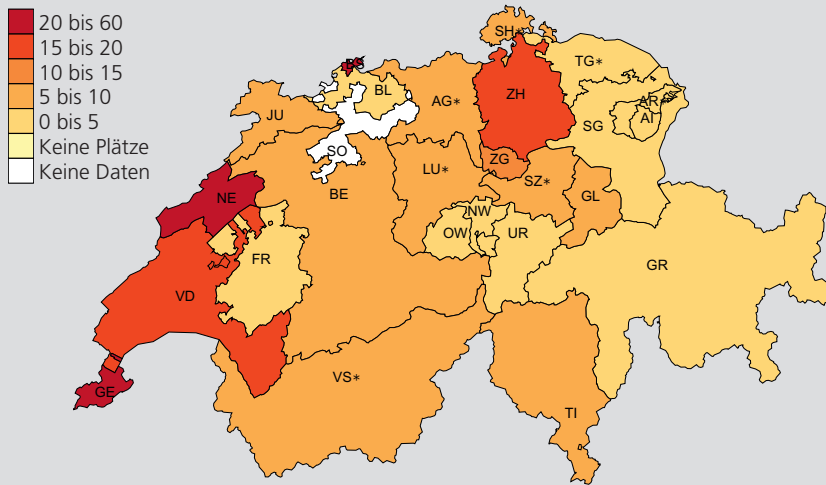 20 bis 60
15 bis 20
10 bis 15
5 bis 10
0 bis 5
Keine Plätze
Keine Daten
SH*
TG*
BS
BL
AG*
ZH
AR*
AI
SG
JU
SO
ZG
LU*
SZ*
GL
NE
BE
NW
OW
UR
FR
GR
VD
VS*
GE
TI